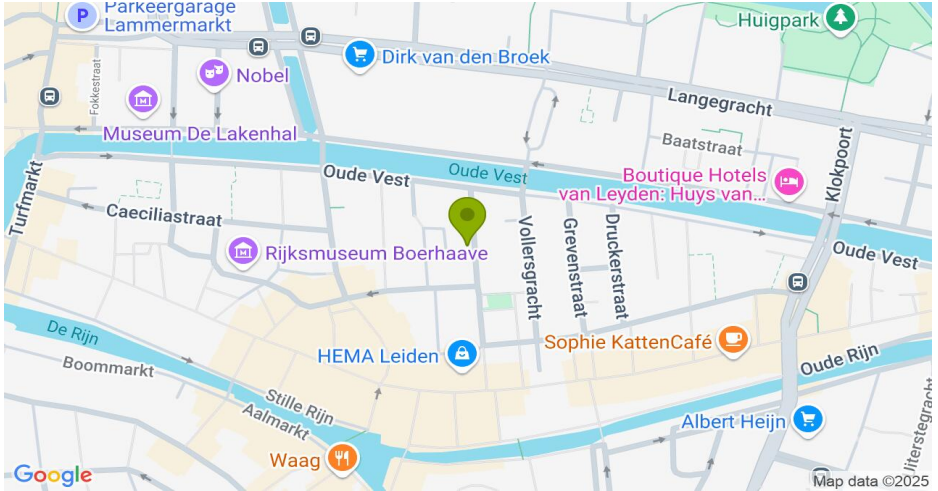 P
Parkeergarage
Lammermarkt
Huigpark
Dirk van den Broek
Nobel
Fokkestraat
Langegracht
Museum De Lakenhal
Baatstraat
Klokpoort
Turfmarkt
Oude Vest
Oude Vest
Boutique Hotels
van Leyden: Huys van...
Caeciliastraat
Vollersgracht
Grevenstraat
Druckerstraat
Rijksmuseum Boerhaave
Oude Vest
De Rijn
HEMA Leiden
Sophie KattenCafé
Boommarkt
Oude Rijn
Stille Rijn
Aalmarkt
Albert Heijn
Uiterstegracht
Waag
Google
Map data ©2025